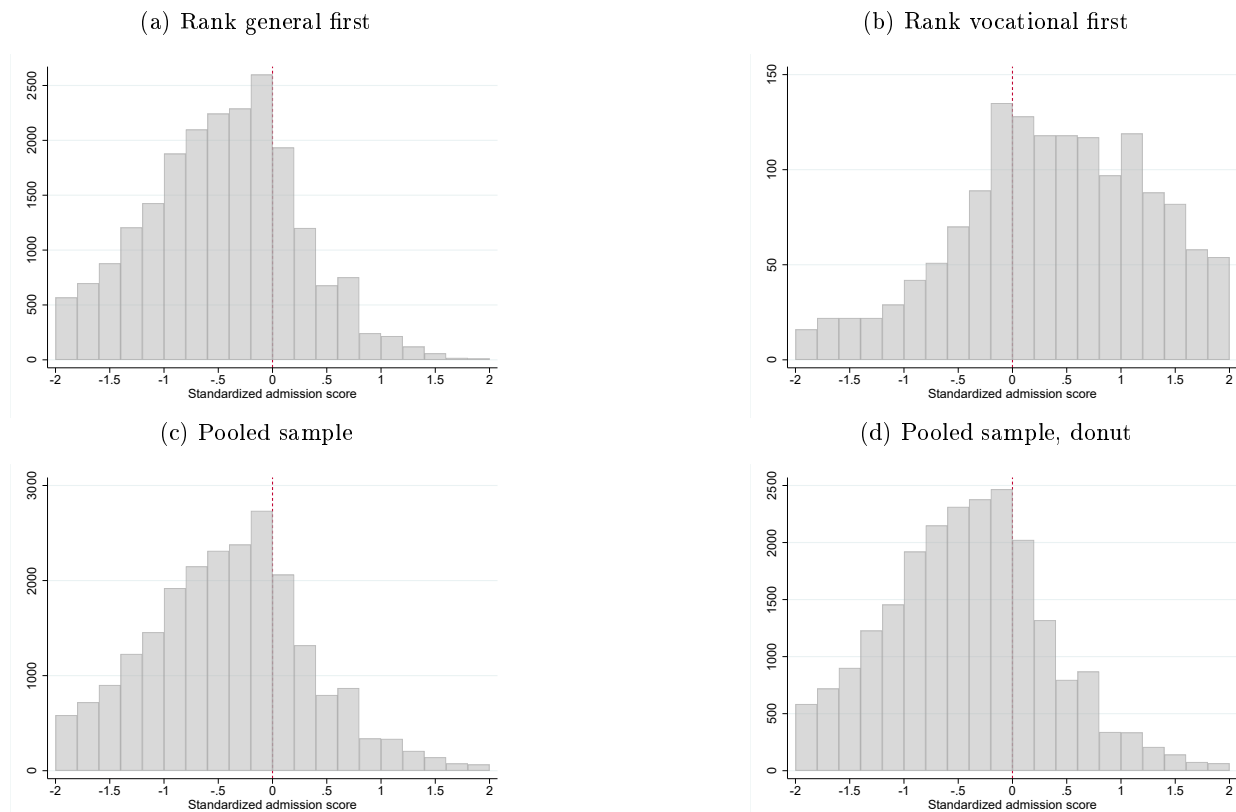 (a) Rank general first
2500
2000
1500
1000
500
0
-2 -1.5 -1 -.5 0 .5 1 1.5 2
Standardized admission score
(b) Rank vocational first
150
100
50
0
-2 -1.5 -1 -.5 0 .5 1 1.5 2
Standardized admission score
(c) Pooled sample
3000
2000
1000
0
-2 -1.5 -1 -.5 0 .5 1 1.5 2
Standardized admission score
(d) Pooled sample, donut
2500
2000
1500
1000
500
0
-2 -1.5 -1 -.5 0 .5 1 1.5 2
Standardized admission score